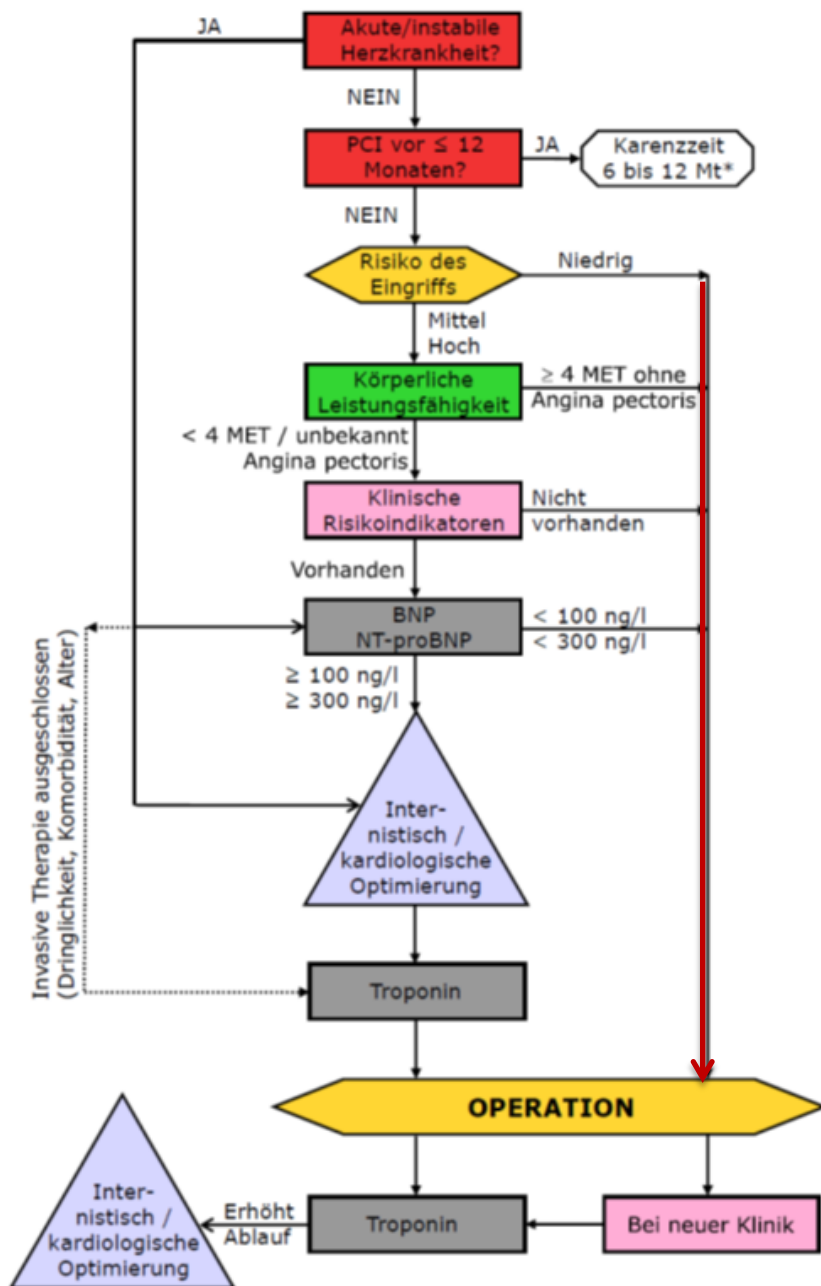 JA
Akute/instabile
Herzkrankheit?
NEIN
PCI vor ≤ 12
Monaten?
JA
Karenzzeit
6 bis 12 Mt*
NEIN
Risiko des
Eingriffs
Niedrig
Mittel
Hoch
Körperliche
Leistungsfähigkeit
≥ 4 MET ohne
Angina pectoris
< 4 MET / unbekannt
Angina pectoris
Klinische
Risikoindikatoren
Nicht
vorhanden
Vorhanden
BNP
NT-proBNP
< 100 ng/l
< 300 ng/l
≥ 100 ng/l
≥ 300 ng/l
Invasive Therapie ausgeschlossen
(Dringlichkeit, Komorbidität, Alter)
Inter-
nistisch /
kardiologische
Optimierung
Troponin
OPERATION
Inter-
nistisch /
kardiologische
Optimierung
Erhöht
Ablauf
Troponin
Bei neuer Klinik